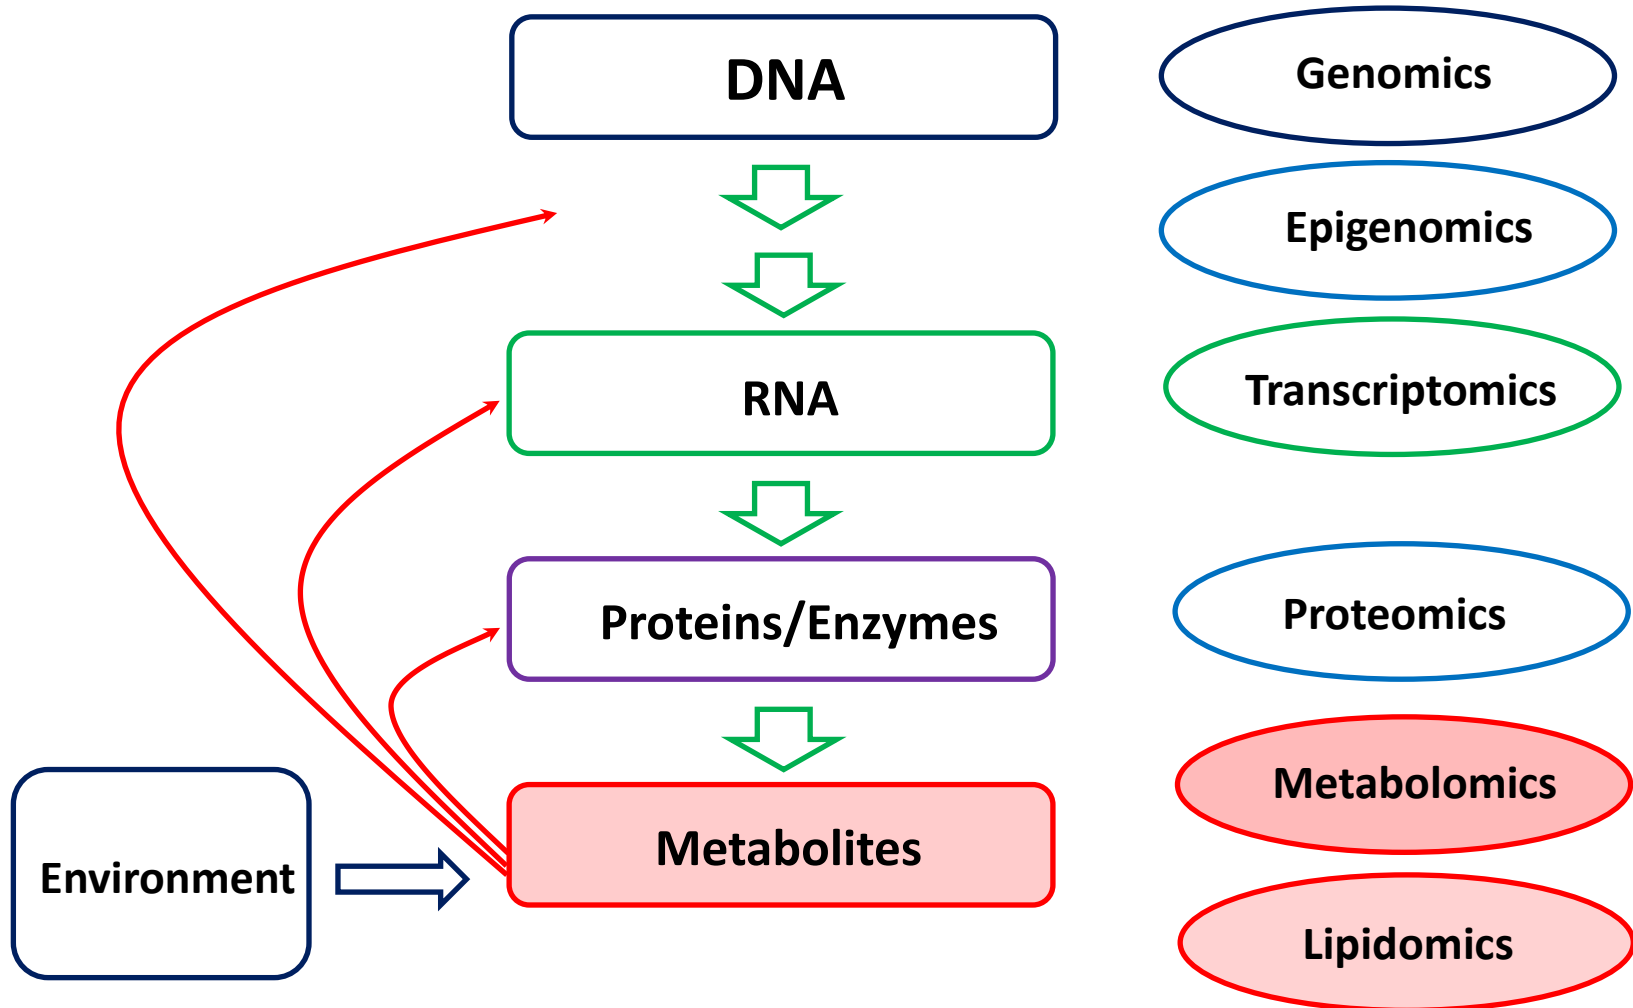 DNA
Genomics
Epigenomics
RNA
Transcriptomics
Proteins/Enzymes
Proteomics
Metabolites
Metabolomics
Environment
Lipidomics